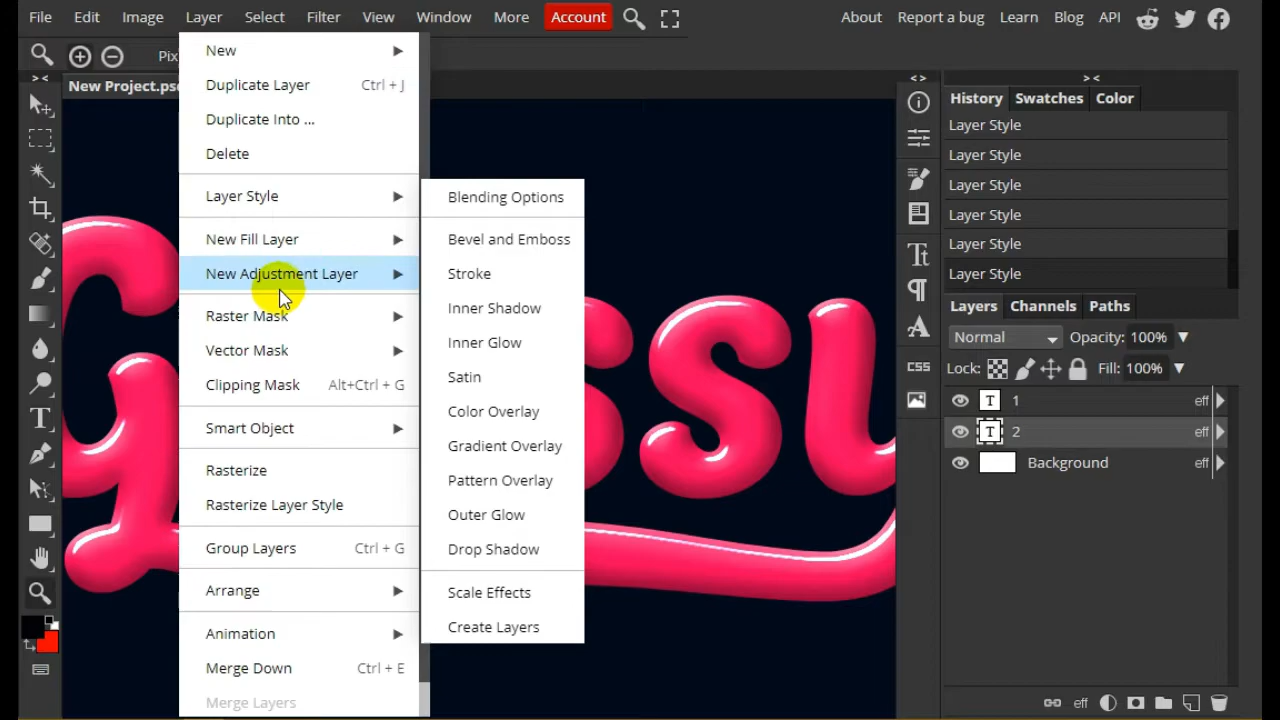 File Edit Image Layer Select Filter View Window More Account About Report a bug Learn Blog API
Pix
New Project.ps
New
Duplicate Layer Ctrl + J
Duplicate Into ...
Delete
Layer Style
New Fill Layer
New Adjustment Layer
Raster Mask
Vector Mask
Clipping Mask Alt+Ctrl + G
Smart Object
Rasterize
Rasterize Layer Style
Group Layers Ctrl + G
Arrange
Animation
Merge Down Ctrl + E
Merge Layers
Blending Options
Bevel and Emboss
Stroke
Inner Shadow
Inner Glow
Satin
Color Overlay
Gradient Overlay
Pattern Overlay
Outer Glow
Drop Shadow
Scale Effects
Create Layers
History Swatches Color
Layer Style
Layer Style
Layer Style
Layer Style
Layer Style
Layer Style
Layers Channels Paths
Normal Opacity: 100%
Lock: Fill: 100%
T 1 eff
T 2 eff
Background eff
CSS
eff